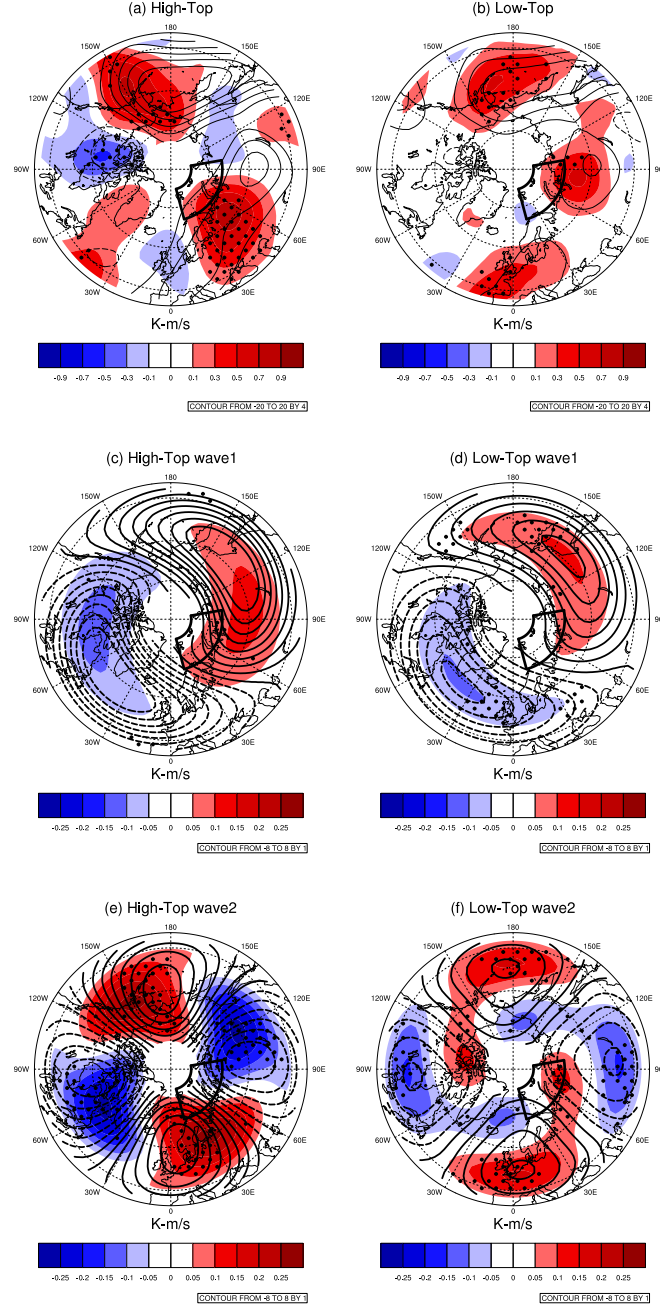 (a) High-Top
(b) Low-Top
180
150W
150E
120W
120E
90W
90E
60W
60E
30W
30E
0
180
150W
150E
120W
120E
90W
90E
60W
60E
30W
30E
0
K-m/s
K-m/s
-0.9 -0.7 -0.5 -0.3 -0.1 0 0.1 0.3 0.5 0.7 0.9
-0.9 -0.7 -0.5 -0.3 -0.1 0 0.1 0.3 0.5 0.7 0.9
CONTOUR FROM -20 TO 20 BY 4
CONTOUR FROM -20 TO 20 BY 4
(c) High-Top wave1
(d) Low-Top wave1
180
150W
150E
120W
120E
90W
90E
60W
60E
30W
30E
0
180
150W
150E
120W
120E
90W
90E
60W
60E
30W
30E
0
K-m/s
K-m/s
-0.25 -0.2 -0.15 -0.1 -0.05 0 0.05 0.1 0.15 0.2 0.25
-0.25 -0.2 -0.15 -0.1 -0.05 0 0.05 0.1 0.15 0.2 0.25
CONTOUR FROM -8 TO 8 BY 1
CONTOUR FROM -8 TO 8 BY 1
(e) High-Top wave2
(f) Low-Top wave2
180
150W
150E
120W
120E
90W
90E
60W
60E
30W
30E
0
180
150W
150E
120W
120E
90W
90E
60W
60E
30W
30E
0
K-m/s
K-m/s
-0.25 -0.2 -0.15 -0.1 -0.05 0 0.05 0.1 0.15 0.2 0.25
-0.25 -0.2 -0.15 -0.1 -0.05 0 0.05 0.1 0.15 0.2 0.25
CONTOUR FROM -8 TO 8 BY 1
CONTOUR FROM -8 TO 8 BY 1